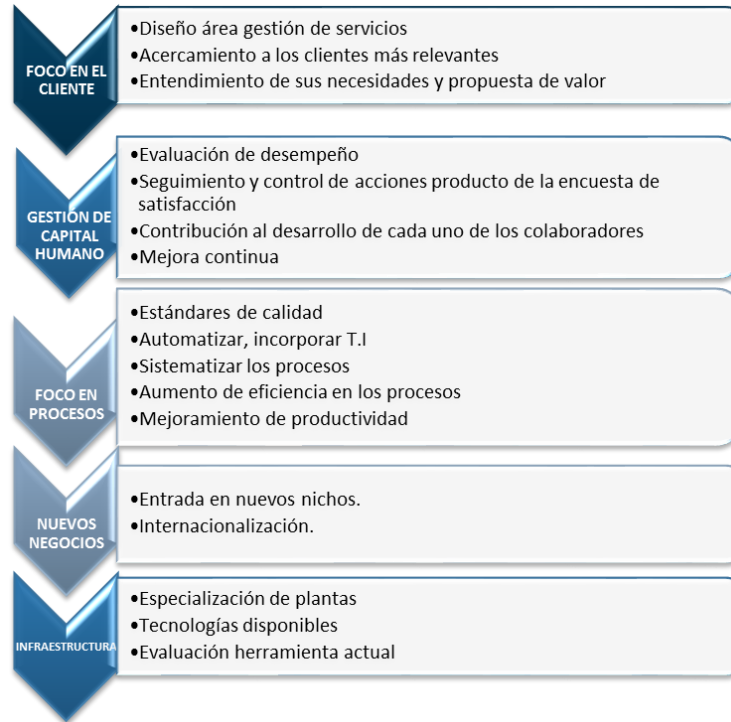 FOCO EN EL
CLIENTE
•Diseño área gestión de servicios
•Acercamiento a los clientes más relevantes
•Entendimiento de sus necesidades y propuesta de valor
GESTIÓN DE
CAPITAL
HUMANO
•Evaluación de desempeño
•Seguimiento y control de acciones producto de la encuesta de
satisfacción
•Contribución al desarrollo de cada uno de los colaboradores
•Mejora continua
FOCO EN
PROCESOS
•Estándares de calidad
•Automatizar, incorporar T.I
•Sistematizar los procesos
•Aumento de eficiencia en los procesos
•Mejoramiento de productividad
NUEVOS
NEGOCIOS
•Entrada en nuevos nichos.
•Internacionalización.
INFRAESTRUCTURA
•Especialización de plantas
•Tecnologías disponibles
•Evaluación herramienta actual